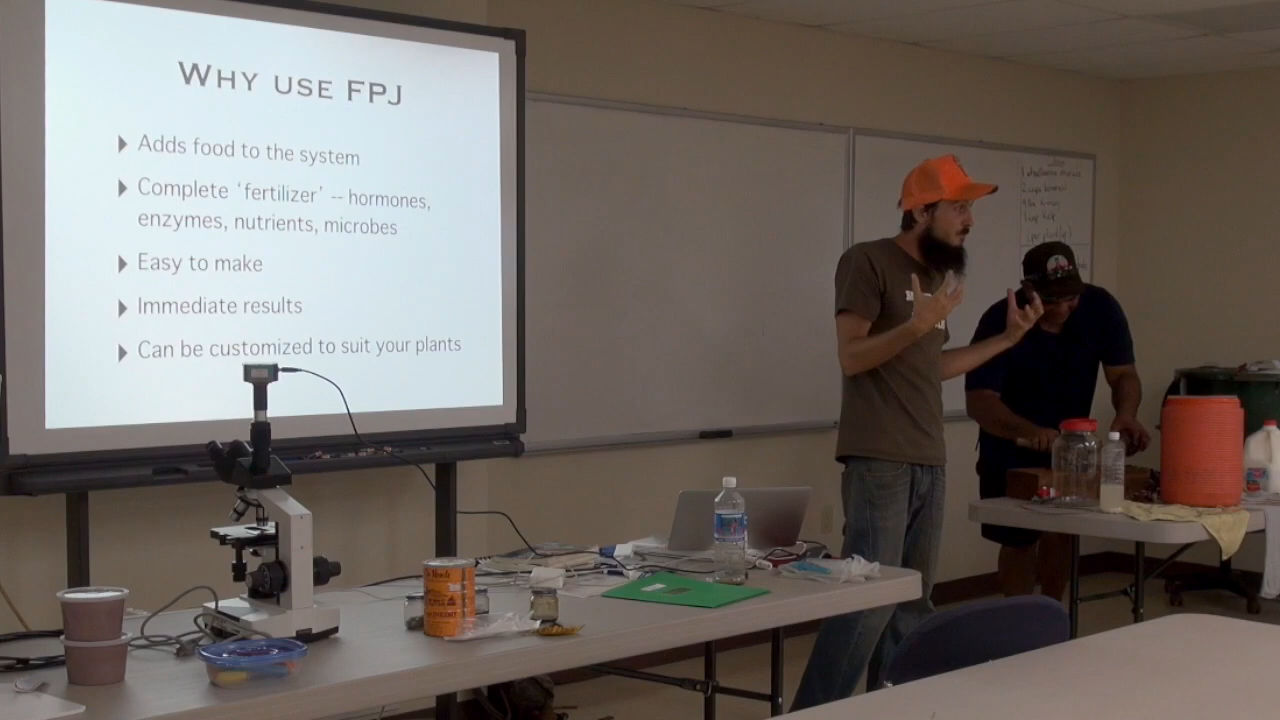 WHY USE FPJ
Adds food to the system
Complete 'fertilizer' -- hormones,
enzymes, nutrients, microbes
Easy to make
Immediate results
Can be customized to suit your plants